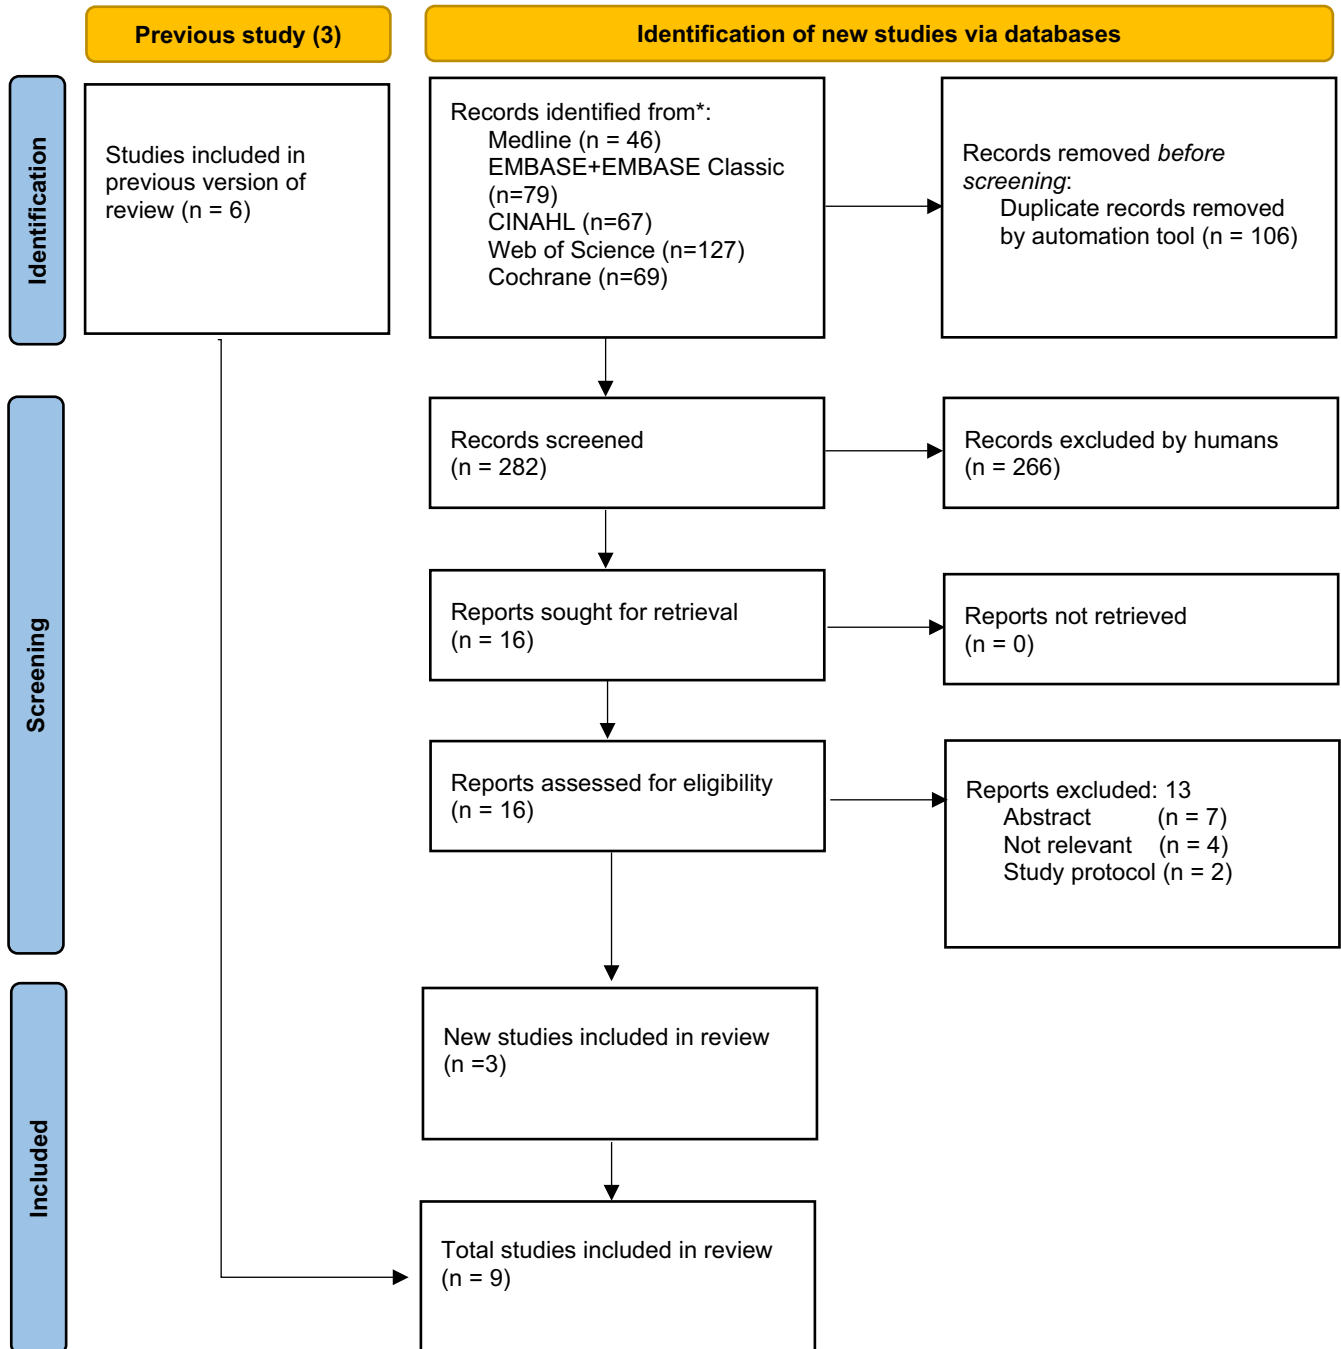 Previous study (3)
Identification of new studies via databases
Identification
Studies included in
previous version of
review (n = 6)
Records identified from*:
Medline (n = 46)
EMBASE+EMBASE Classic
(n=79)
CINAHL (n=67)
Web of Science (n=127)
Cochrane (n=69)
Records removed before
screening:
Duplicate records removed
by automation tool (n = 106)
Screening
Records screened
(n = 282)
Records excluded by humans
(n = 266)
Reports sought for retrieval
(n = 16)
Reports not retrieved
(n = 0)
Reports assessed for eligibility
(n = 16)
Reports excluded: 13
Abstract (n = 7)
Not relevant (n = 4)
Study protocol (n = 2)
Included
New studies included in review
(n =3)
Total studies included in review
(n = 9)